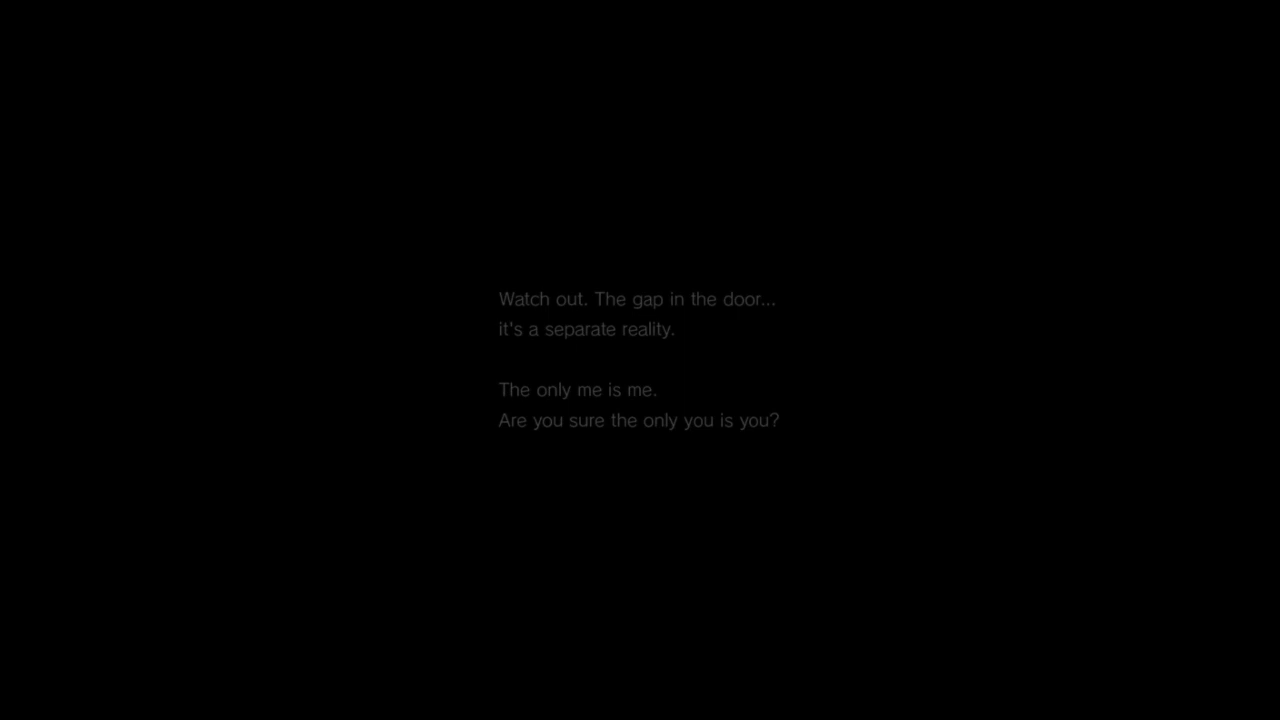 Watch out. The gap in the door...
it's a separate reality.
The only me is me.
Are you sure the only you is you?